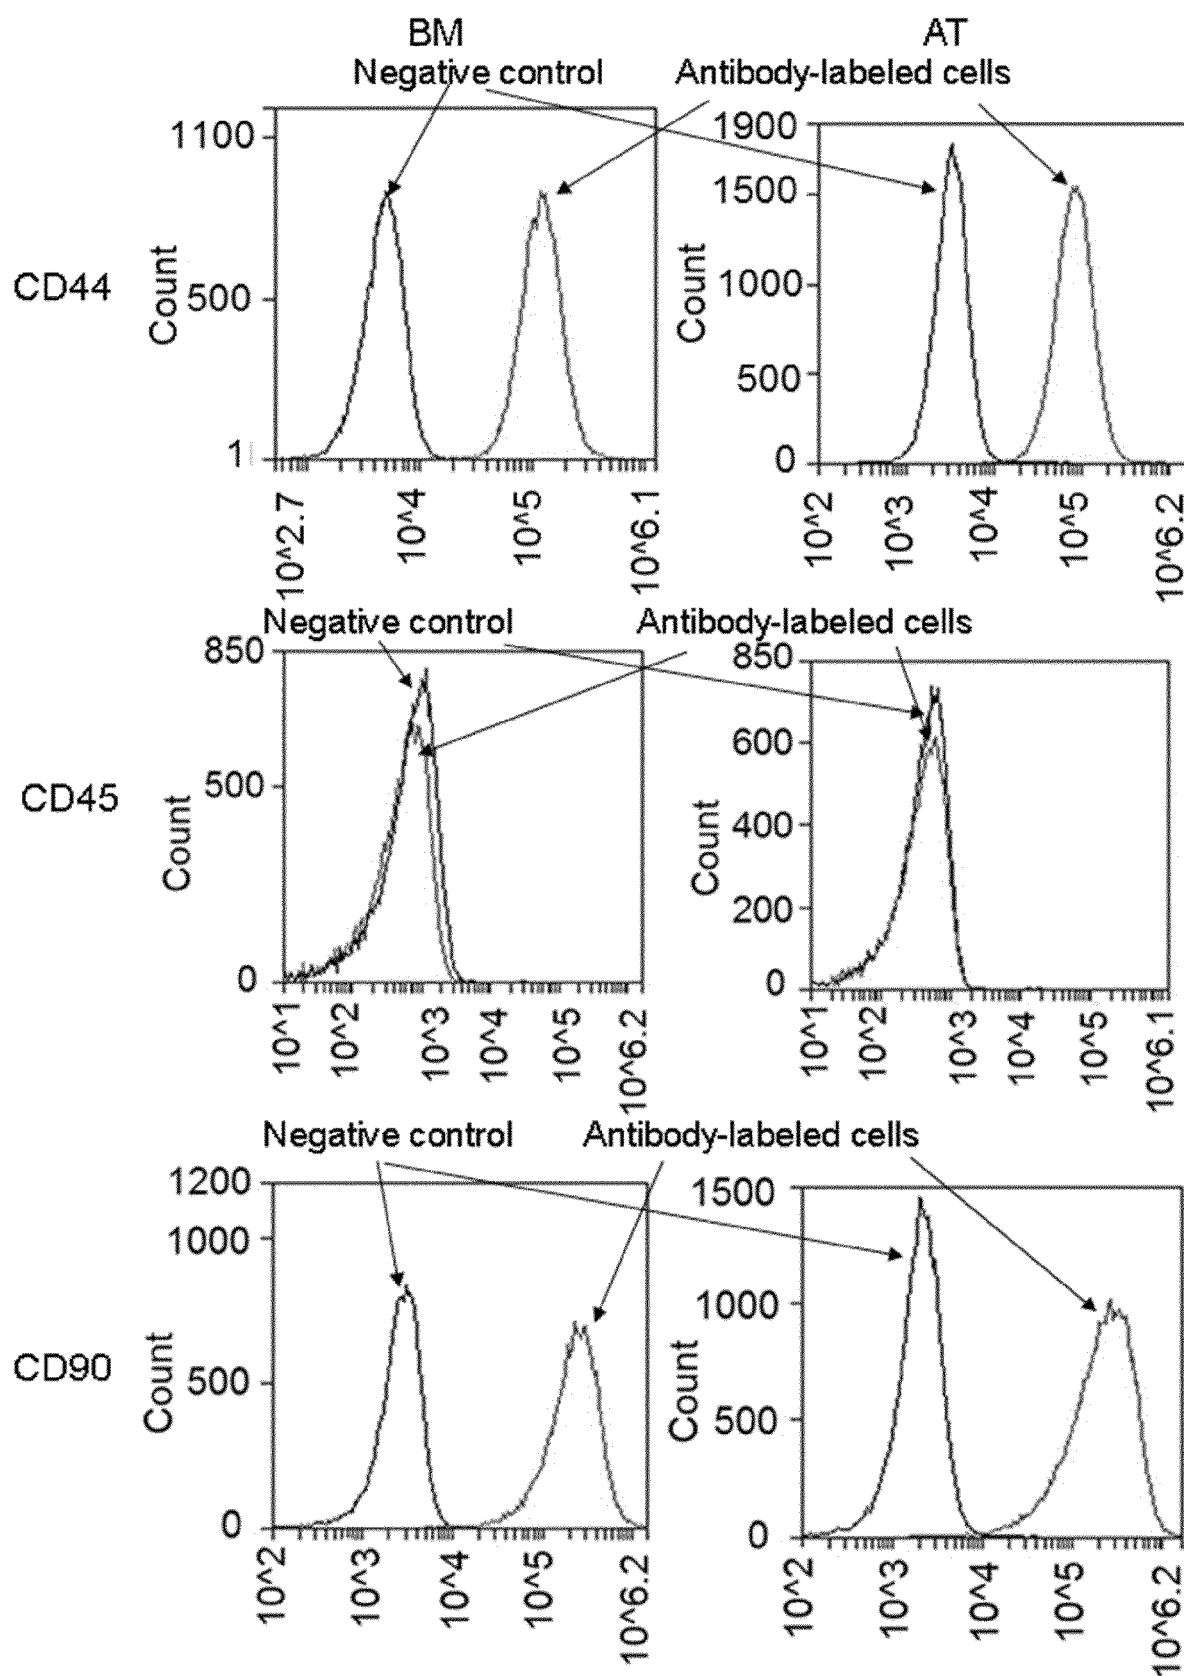 BM AT
Negative control Antibody-labeled cells
CD44
Count
1100
500
1
10^2.7 10^4 10^5 10^6.1
Count
1900
1500
1000
500
0
10^2 10^3 10^4 10^5 10^6.2
Negative control Antibody-labeled cells
CD45
Count
850
500
0
10^1 10^2 10^3 10^4 10^5 10^6.2
Count
850
600
400
200
0
10^1 10^2 10^3 10^4 10^5 10^6.1
Negative control Antibody-labeled cells
CD90
Count
1200
1000
500
0
10^2 10^3 10^4 10^5 10^6.2
Count
1500
1000
500
0
10^2 10^3 10^4 10^5 10^6.2